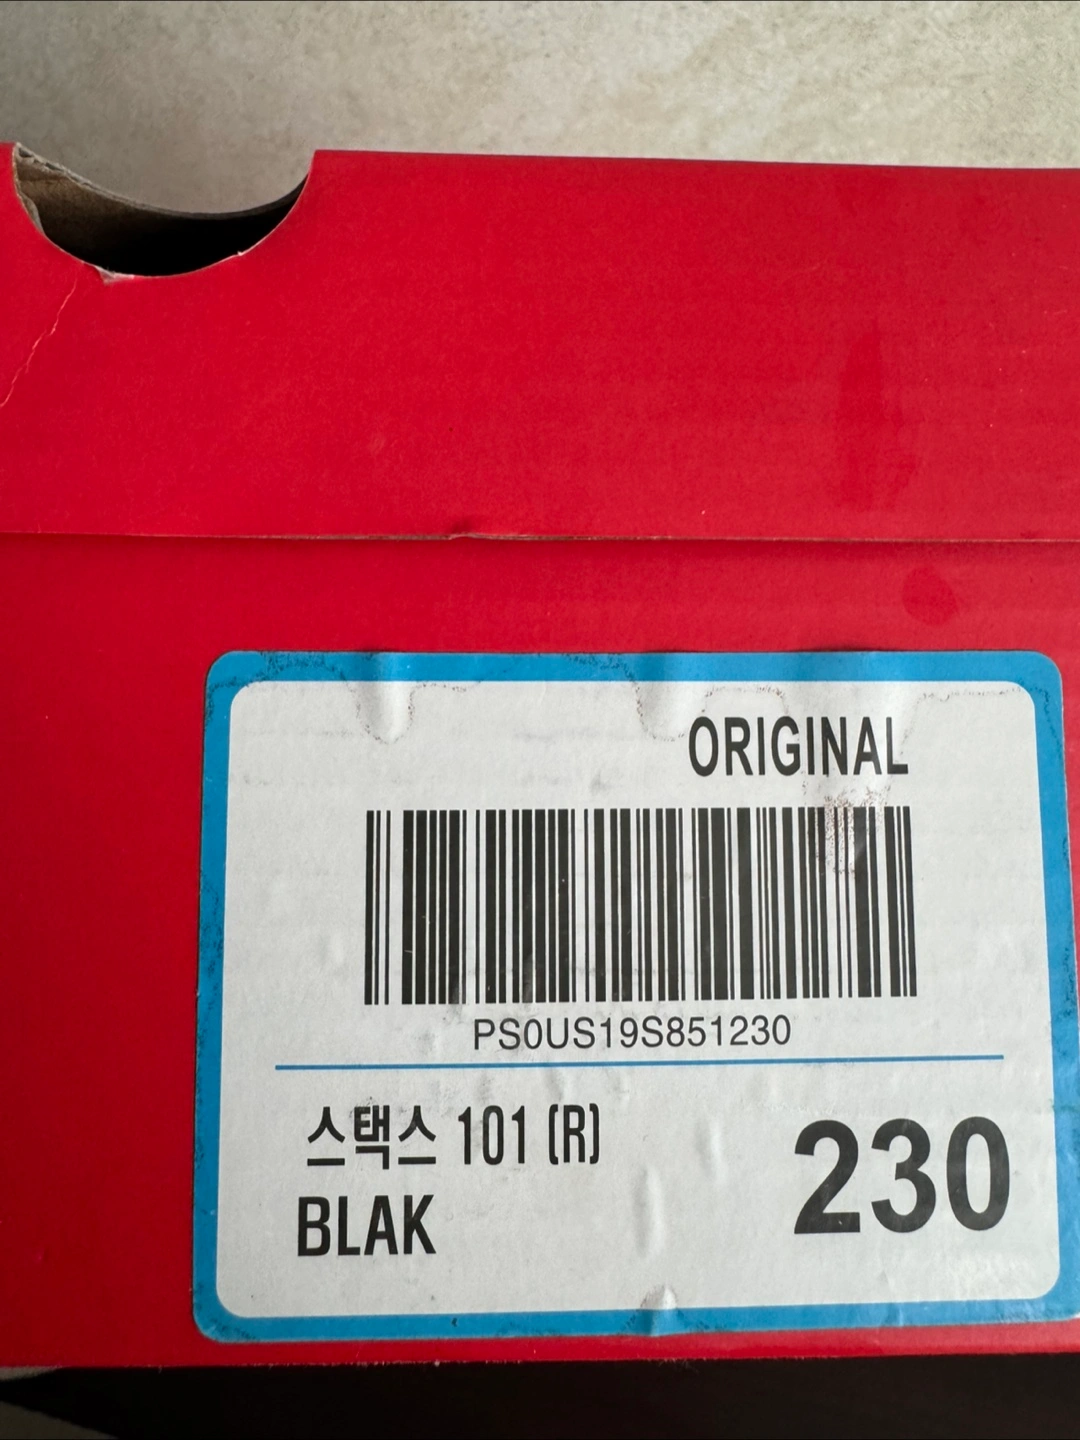 ORIGINAL
PS0US19S851230
스택스 101 (R)
BLAK
230